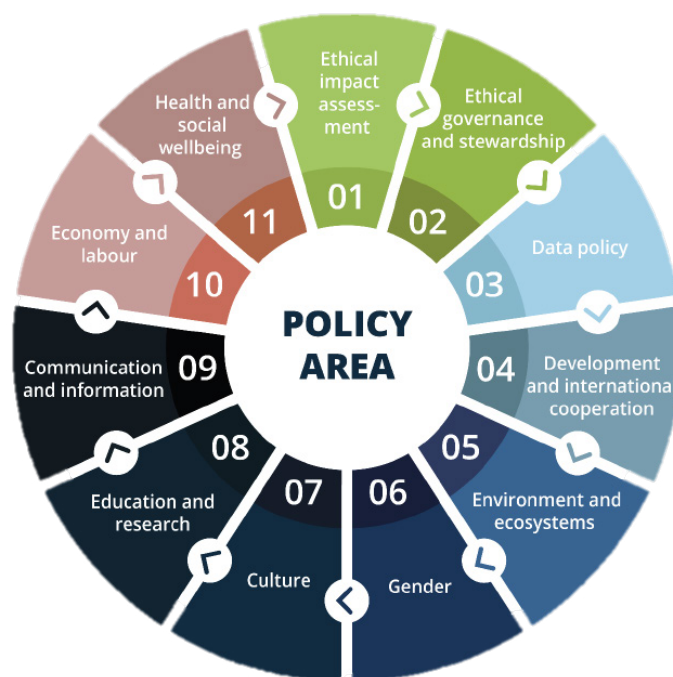 POLICY
AREA
01
Ethical
impact
assess-
ment
02
Ethical
governance
and stewardship
03
Data policy
04
Development
and internationa
cooperation
05
Environment and
ecosystems
06
Gender
07
Culture
08
Education and
research
09
Communication
and information
10
Economy and
labour
11
Health and
social
wellbeing